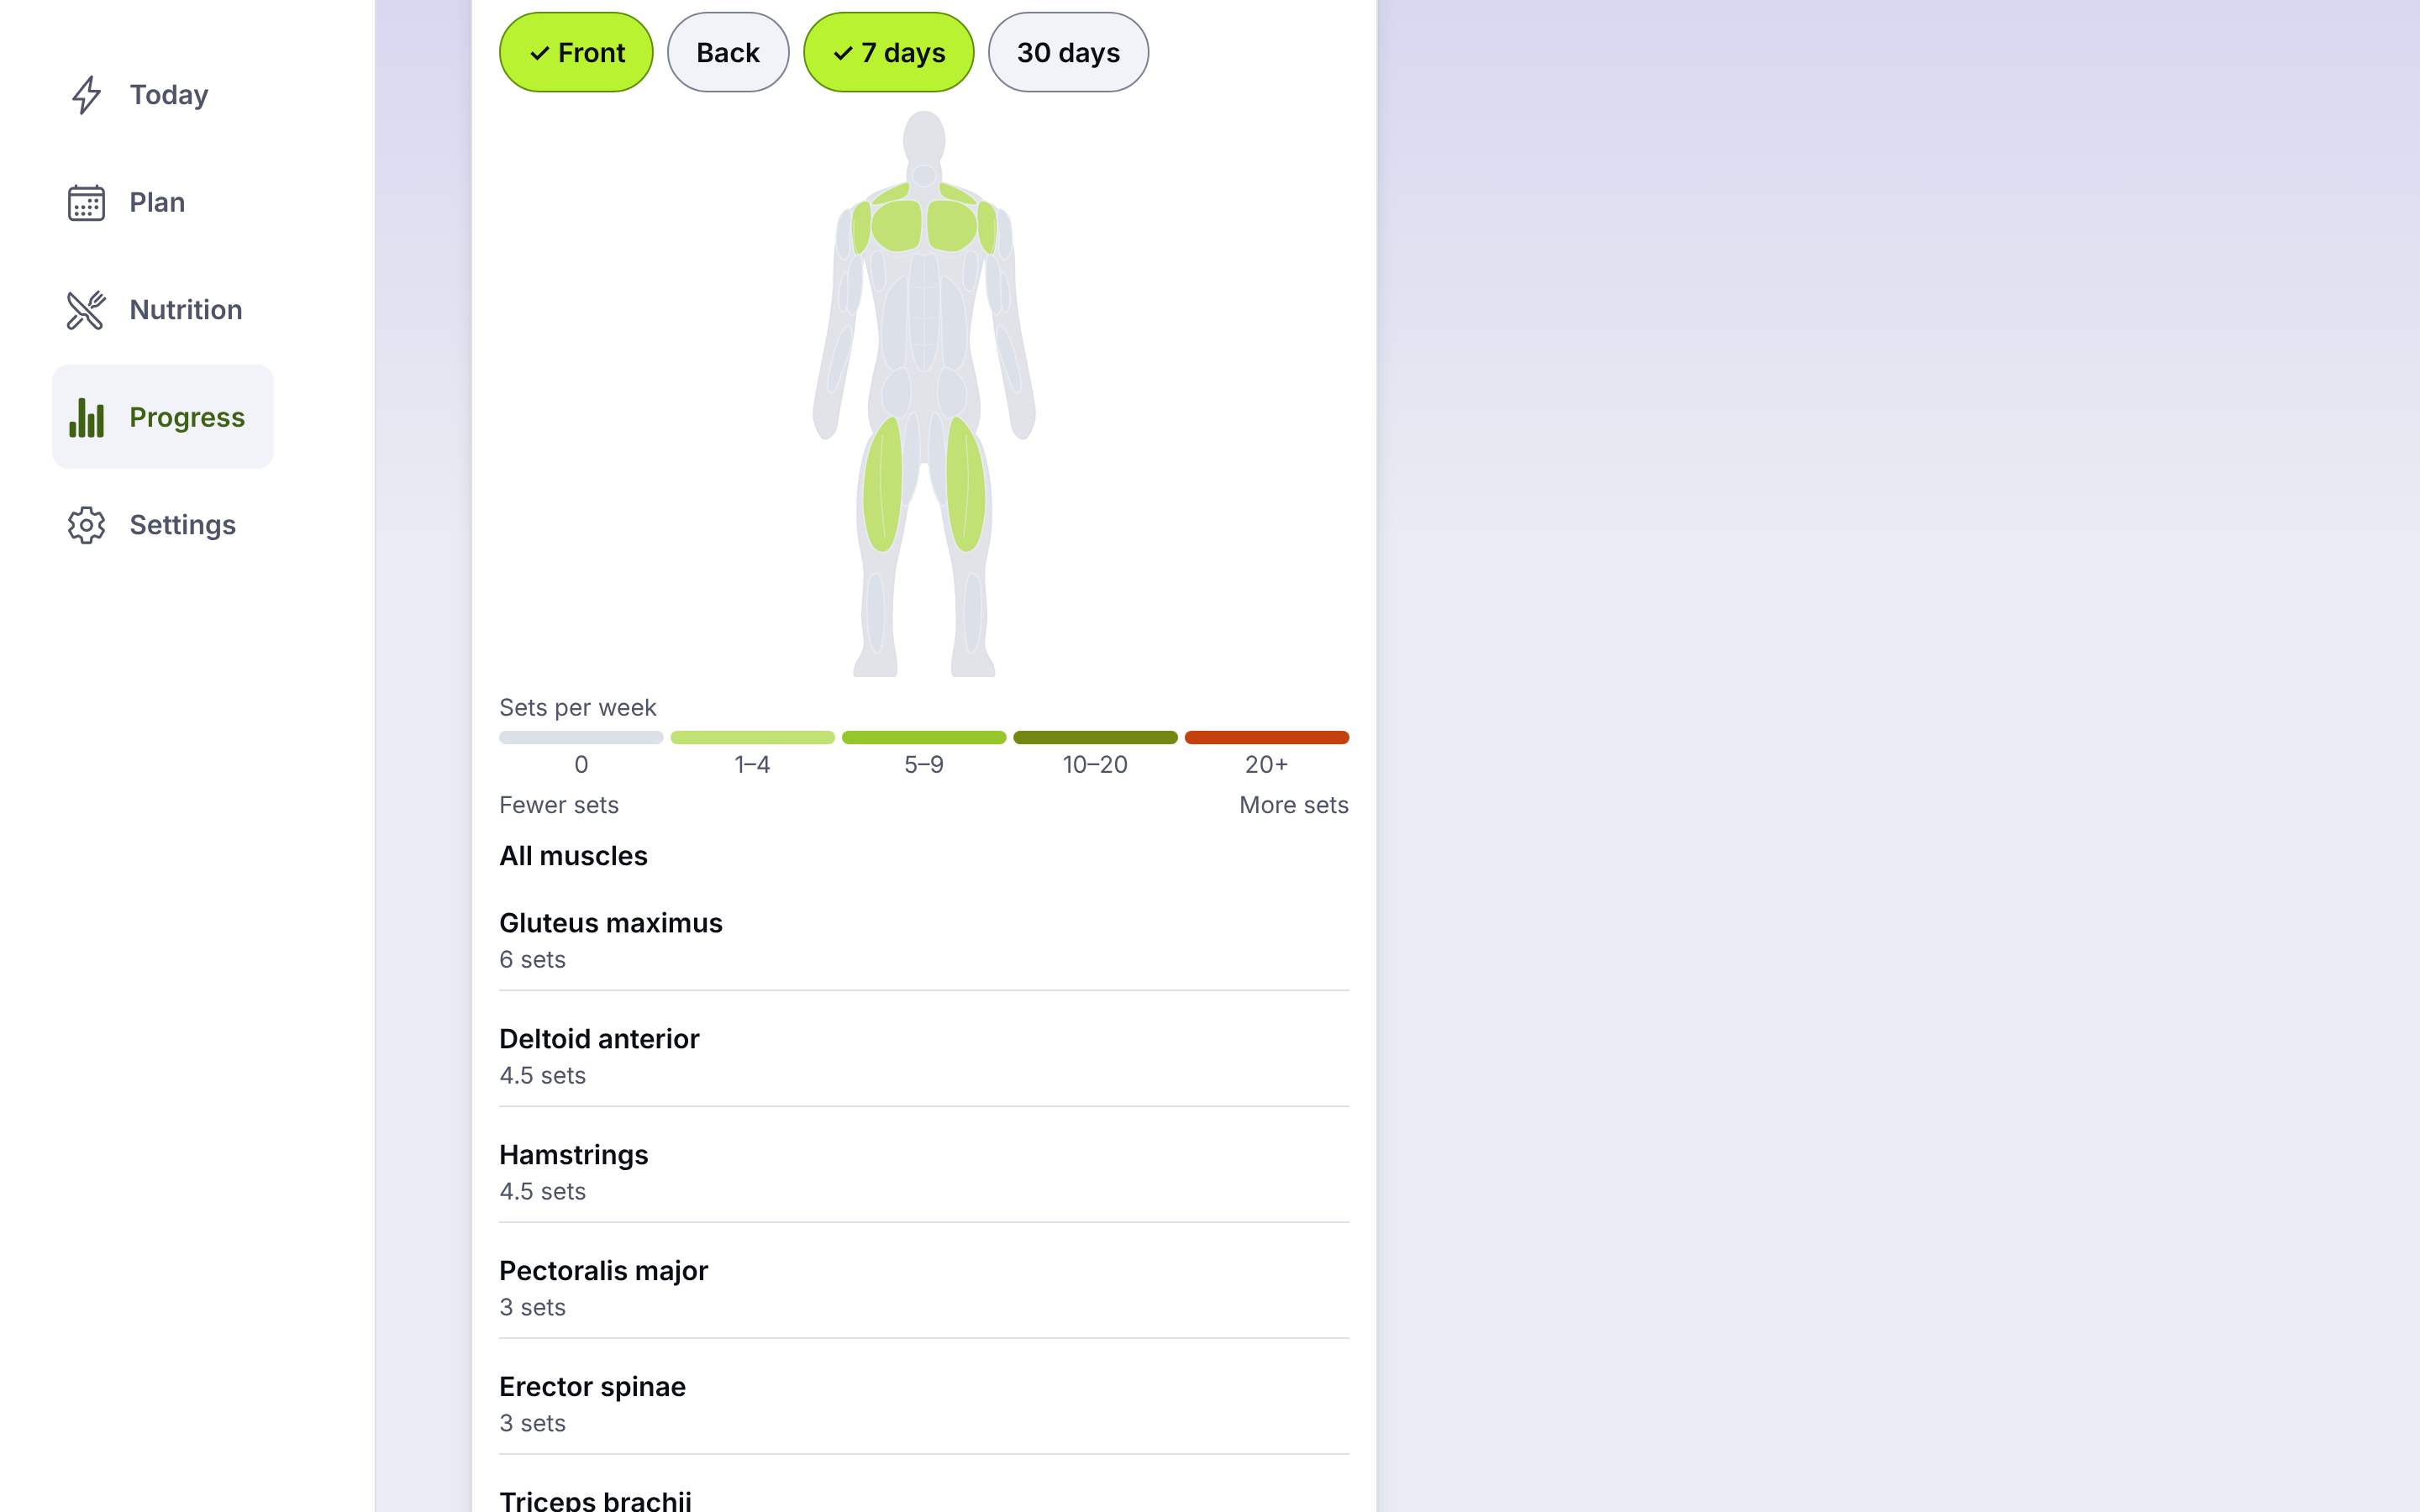 Today
Plan
Nutrition
Progress
Settings
✓ Front
Back
✓ 7 days
30 days
Sets per week
0
1–4
5–9
10–20
20+
Fewer sets
More sets
All muscles
Gluteus maximus
6 sets
Deltoid anterior
4.5 sets
Hamstrings
4.5 sets
Pectoralis major
3 sets
Erector spinae
3 sets
Triceps brachii